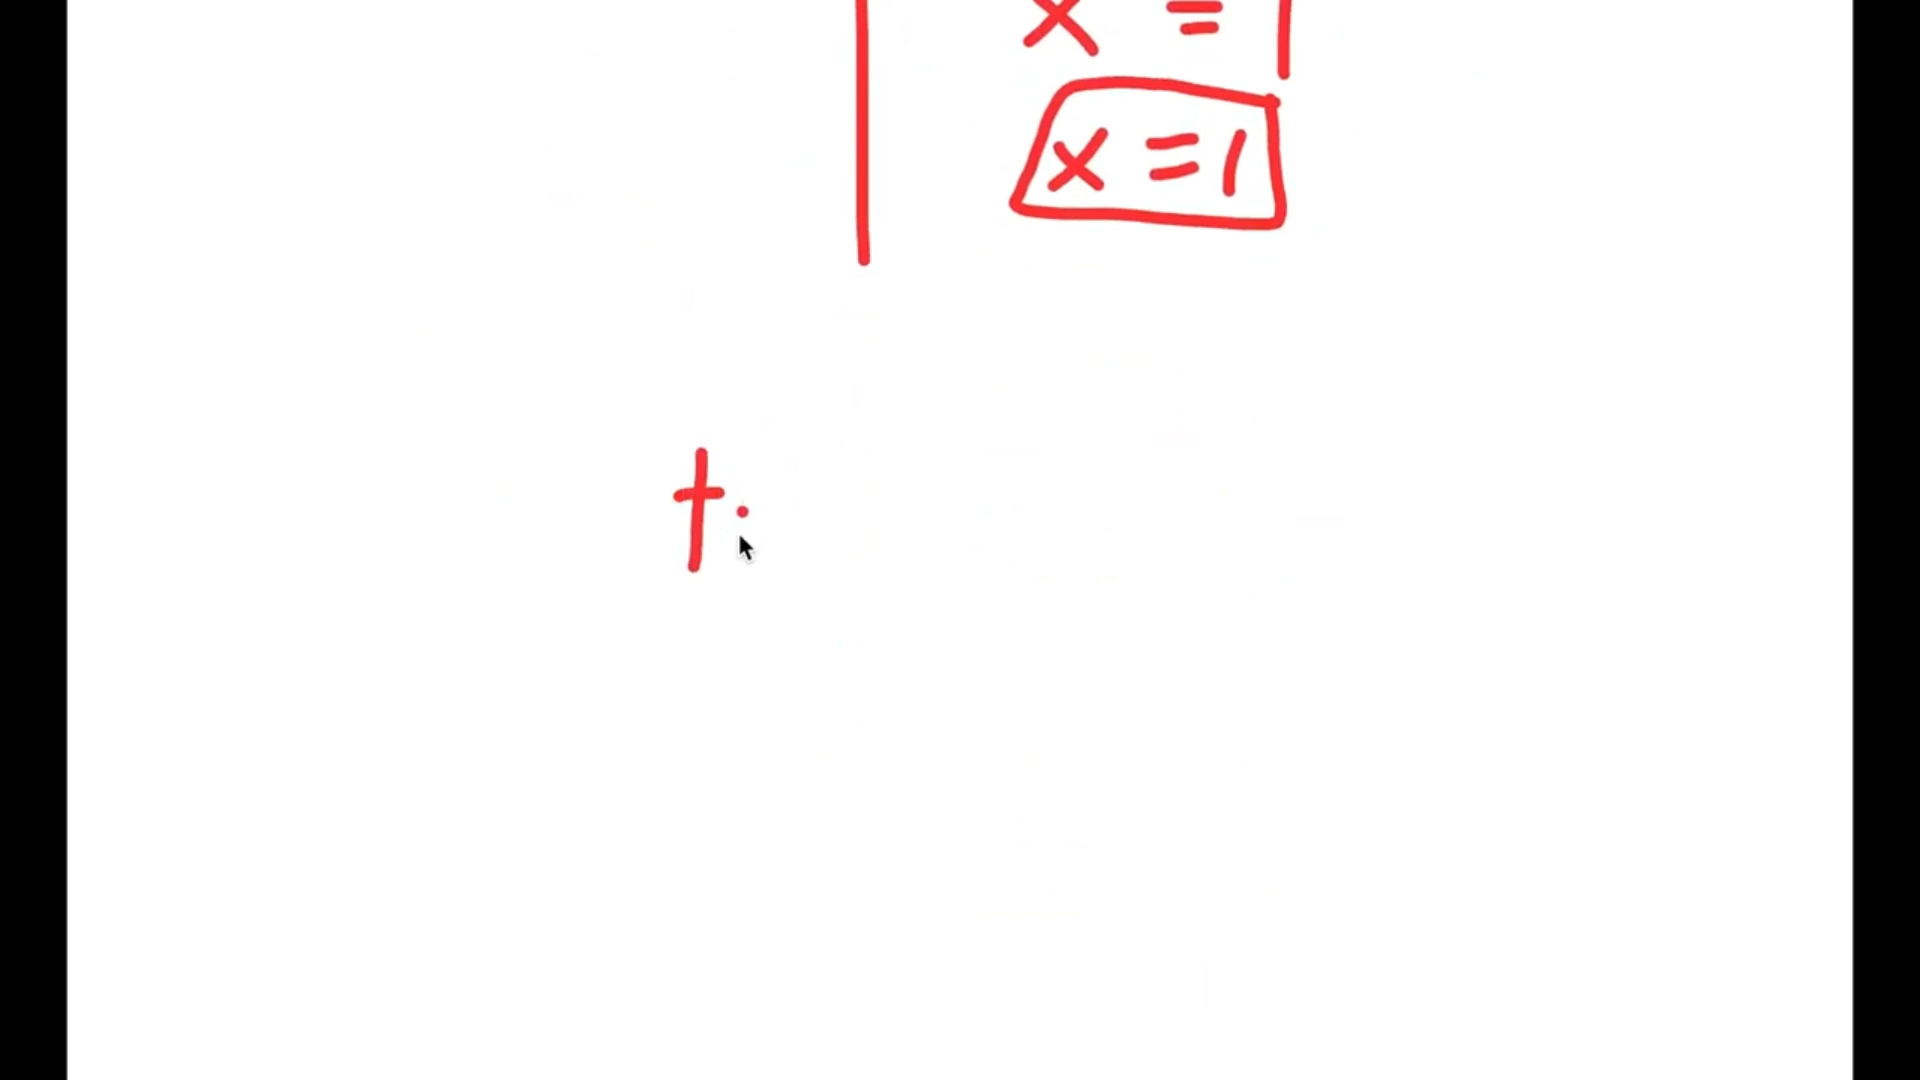 x = 1
x = 1
t.